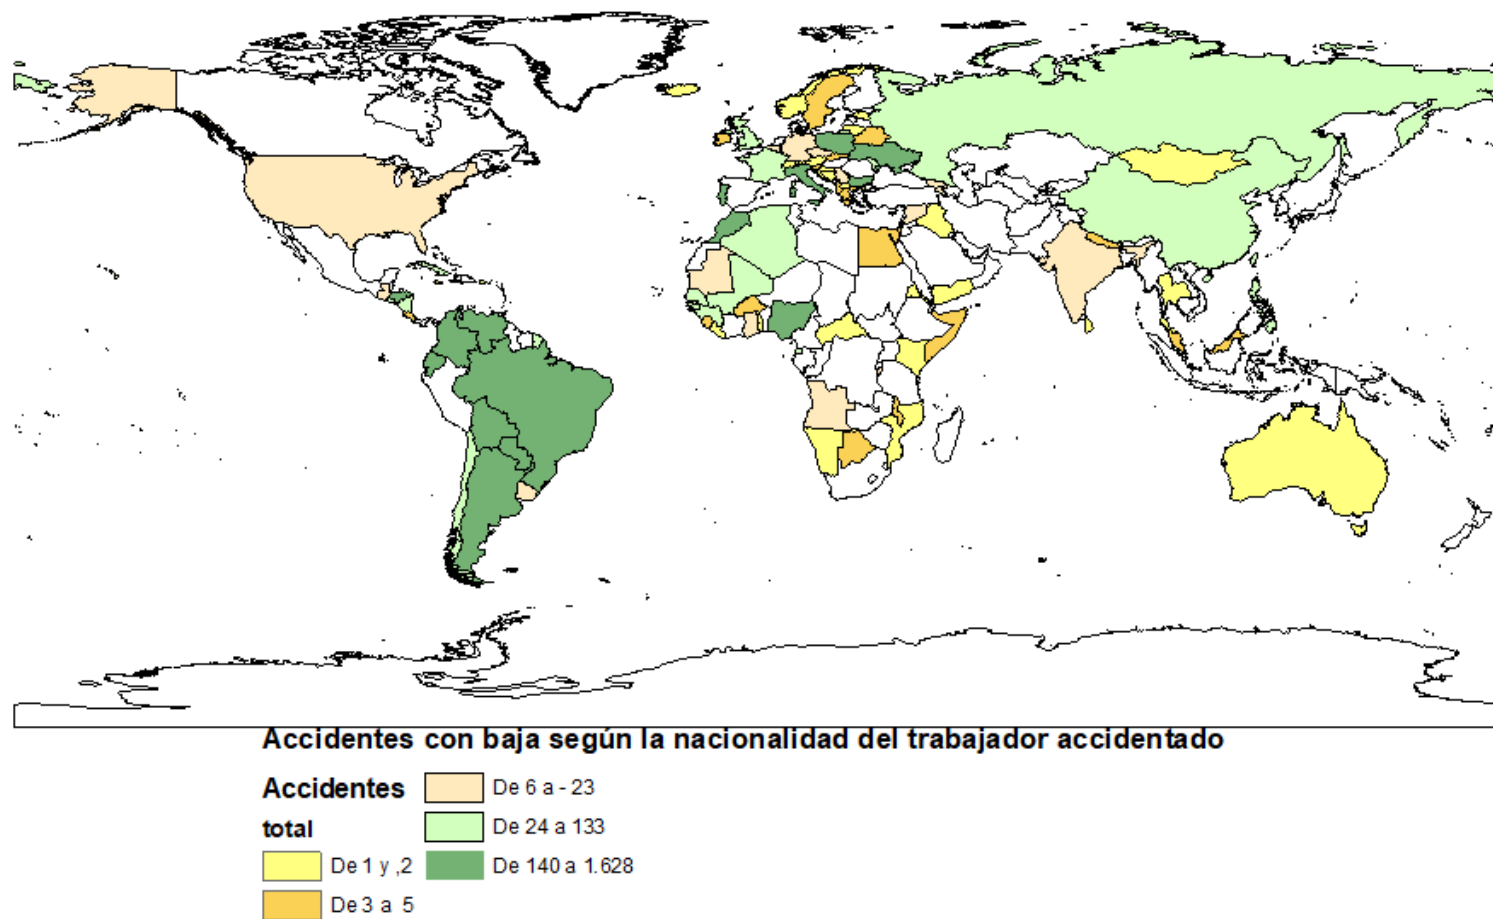 Accidentes con baja según la nacionalidad del trabajador accidentado
Accidentes
total
De 1 y ,2
De 3 a 5
De 6 a - 23
De 24 a 133
De 140 a 1.628